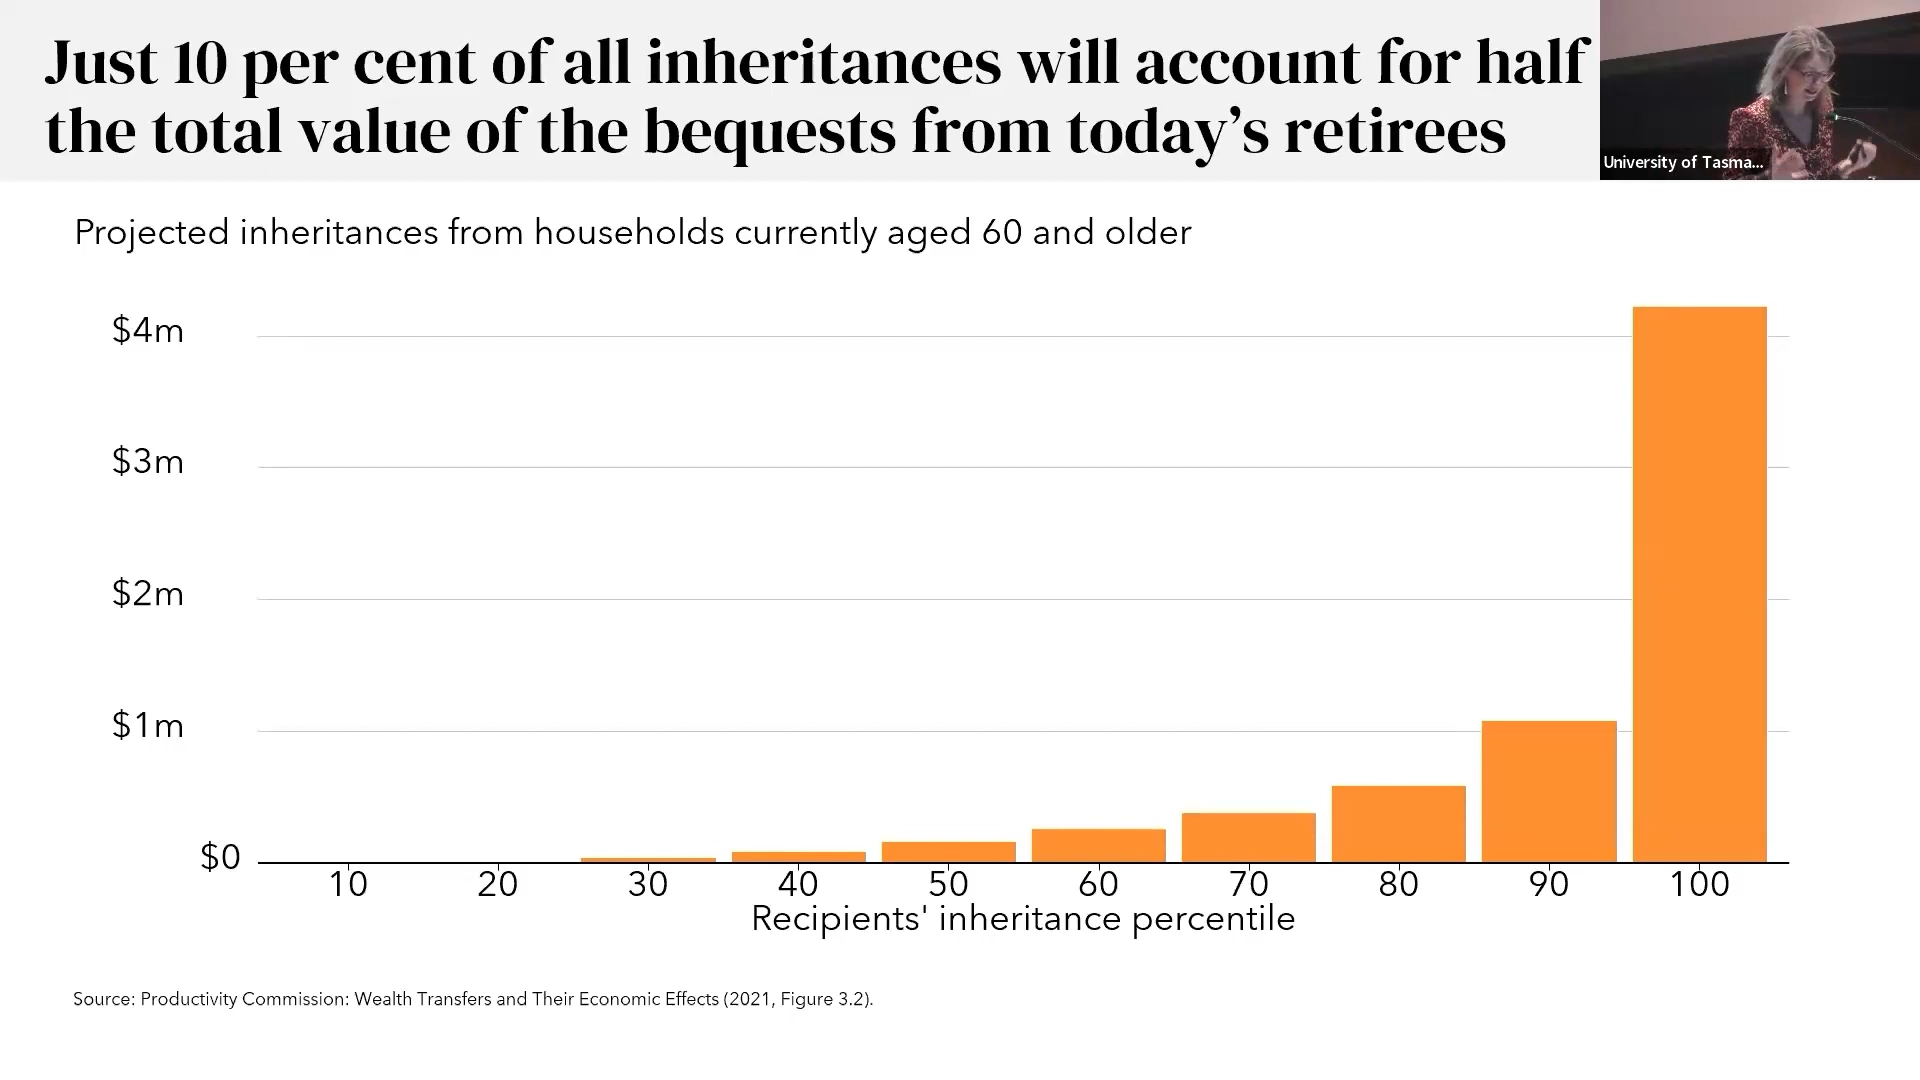 Just 10 per cent of all inheritances will account for half
the total value of the bequests from today’s retirees
University of Tasma...
Projected inheritances from households currently aged 60 and older
$4m
$3m
$2m
$1m
$0
10 20 30 40 50 60 70 80 90 100
Recipients' inheritance percentile
Source: Productivity Commission: Wealth Transfers and Their Economic Effects (2021, Figure 3.2).